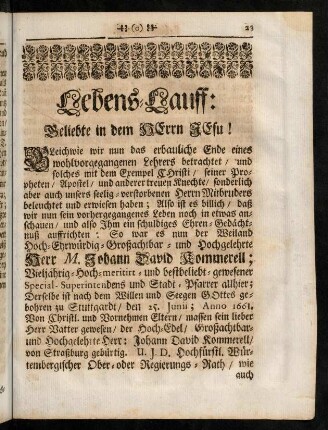 (0) 23
Lebens-Lauff:
Geliebte in dem HErrn JEsu!
GLeichwie wir nun das erbauliche Ende eines
wohlvorgegangenen Lehrers betrachtet / und
solches mit dem Exempel Christi / seiner Pro-
pheten / Apostel / und anderer treuen Knechte / sonderlich
aber auch unsers seelig-verstorbenen Herrn Mitbruders
beleuchtet und erwiesen haben; Also ist es billich / daß
wir nun sein vorhergegangenes Leben noch in etwas an-
schauen / und also Ihm ein schuldiges Ehren-Gedächt-
nuß auffrichten / So war es nun der Weiland
Hoch-Ehrwürdig-Großachtbar- und Hochgelehrte
Herr M. Johann David Kommerell;
Vieljährig-Hoch-meritirt- und bestbeliebt-gewesener
Special-Superintendens und Stadt-Pfarrer allhier;
Derselbe ist nach dem Willen und Seegen GOttes ge-
bohren zu Stuttgardt / den 25. Junii; Anno 1661.
Von Christl. und Vornehmen Eltern / massen sein lieber
Herr Vatter gewesen / der Hoch-Edel / Großachtbar-
und Hochgelehrte Herr: Johann David Kommerell /
von Straßburg gebürtig. U. J. D. Hochfürstl. Wür-
tembergischer Ober- oder Regierungs-Rath / wie
auch